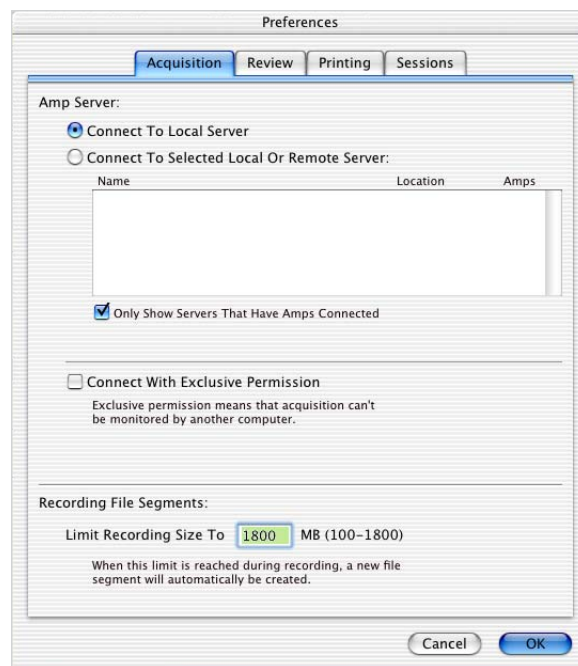 Preferences
Acquisition Review Printing Sessions
Amp Server:
Connect To Local Server
Connect To Selected Local Or Remote Server:
Name Location Amps
Only Show Servers That Have Amps Connected
Connect With Exclusive Permission
Exclusive permission means that acquisition can't
be monitored by another computer.
Recording File Segments:
Limit Recording Size To 1800 MB (100-1800)
When this limit is reached during recording, a new file
segment will automatically be created.
Cancel OK